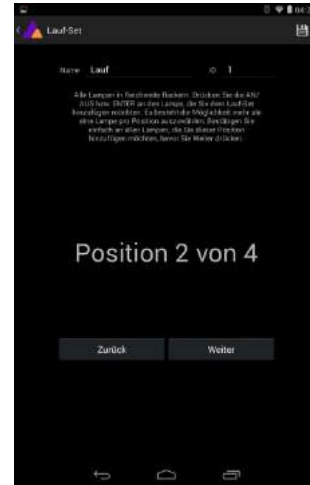 Lauf-Set
Name Lauf ID 1
Alle Lampen in Reichweite flackern. Drücken Sie die AN/
AUS bzw. ENTER an den Lampe, die Sie dem Lauf-Set
hinzufügen möchten. Es besteht die Möglichkeit mehr als
eine Lampe pro Position auszuwählen. Bestätigen Sie
einfach an allen Lampen, die Sie dieser Position
hinzufügen möchten, bevor Sie Weiter drücken.
Position 2 von 4
Zurück Weiter